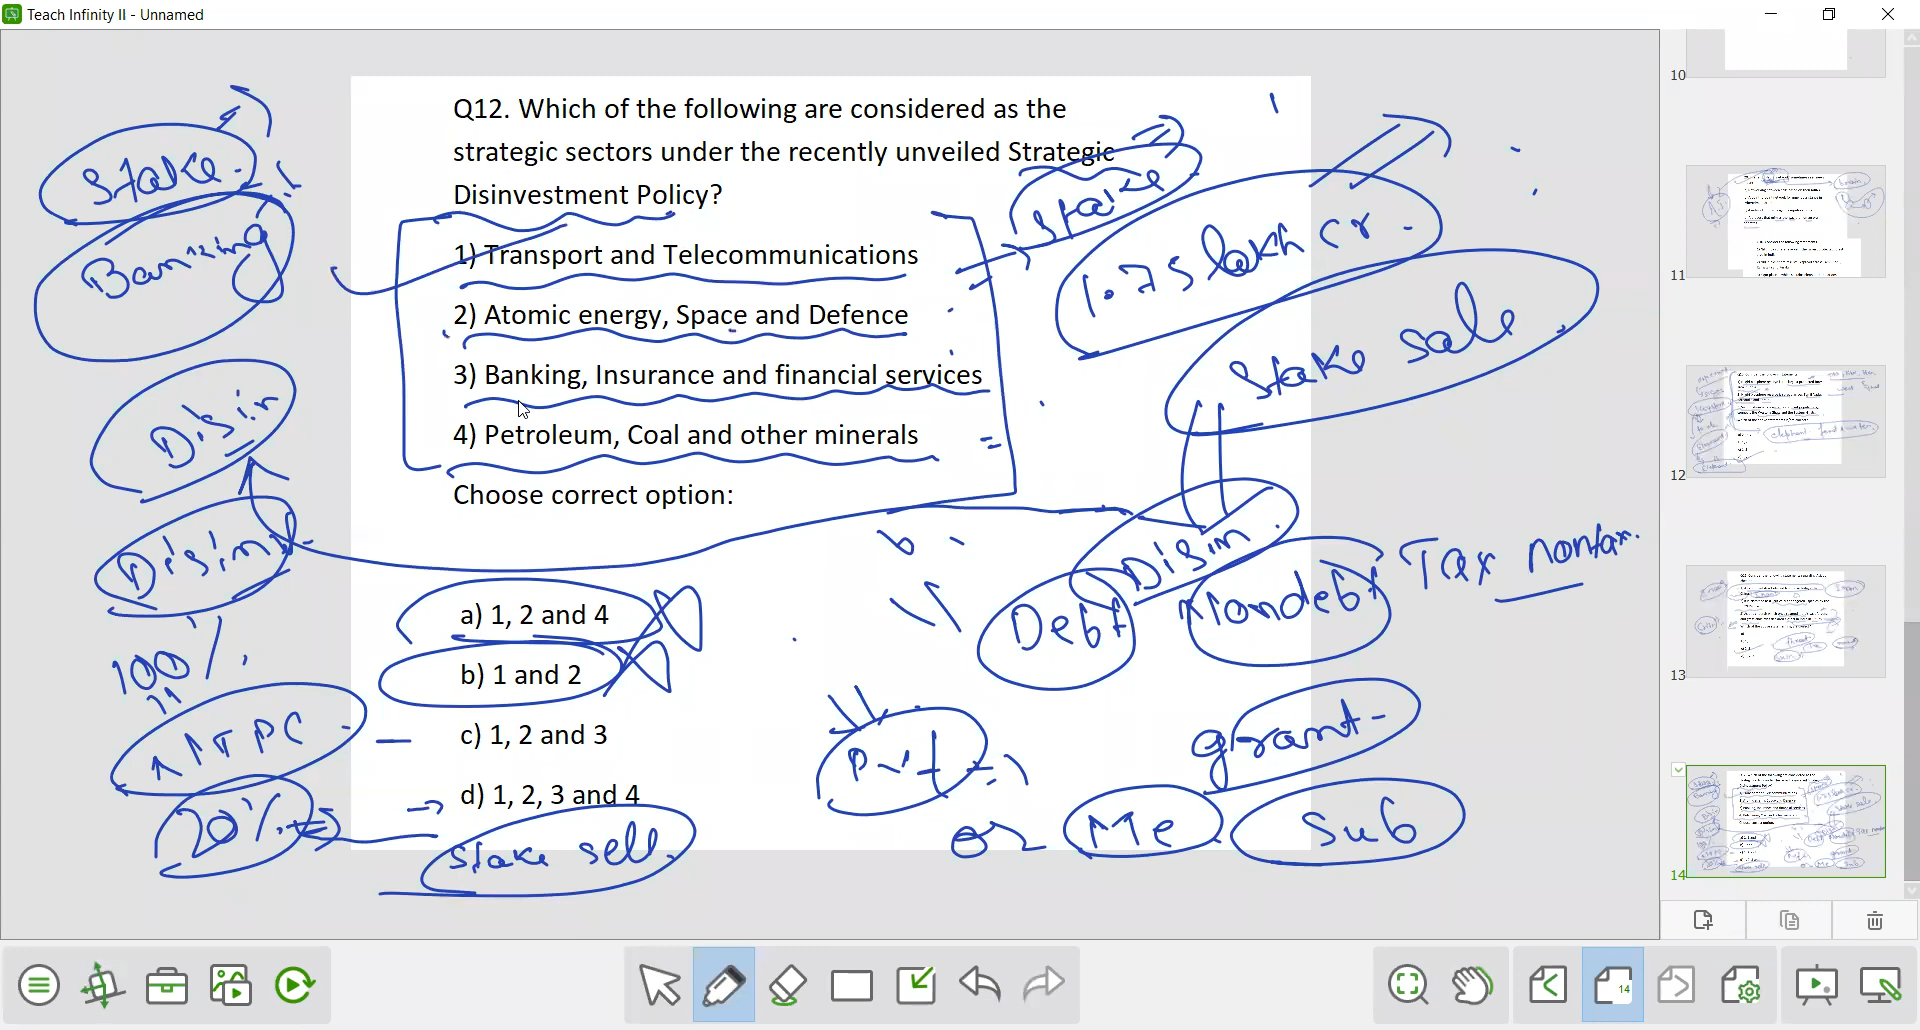 Teach Infinity II - Unnamed
Q12. Which of the following are considered as the
strategic sectors under the recently unveiled Strategic
Disinvestment Policy?
1) Transport and Telecommunications
2) Atomic energy, Space and Defence
3) Banking, Insurance and financial services
4) Petroleum, Coal and other minerals
Choose correct option:
a) 1, 2 and 4
b) 1 and 2
c) 1, 2 and 3
d) 1, 2, 3 and 4
Stake
Banking
Disin
Disin
100%
NTPC
20%
Stake sell
Stake
1.75 lakh cr.
Stake sale
Disin
Debt
Nondebt
Tax nontax
grant
or
Me
Sub
10
11
12
13
14
14